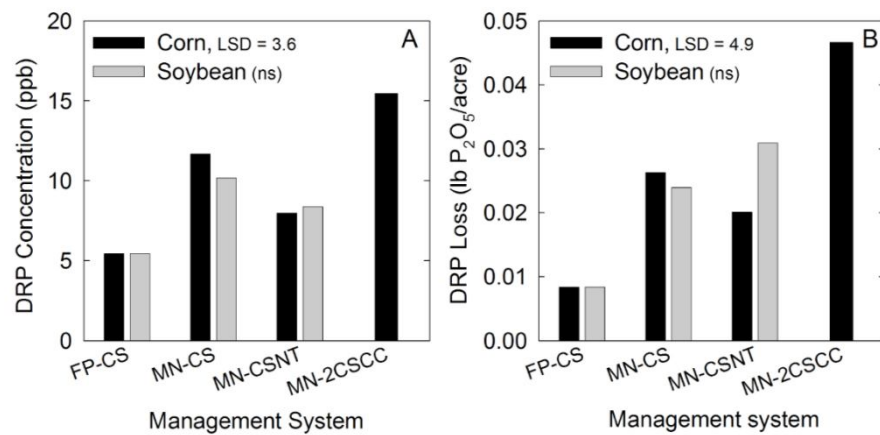 20
15
10
5
0
DRP Concentration (ppb)
Corn, LSD = 3.6
Soybean (ns)
A
FP-CS
MN-CS
MN-CSNT
MN-2CSCC
Management System
0.05
0.04
0.03
0.02
0.01
0.00
DRP Loss (lb P₂O₅/acre)
Corn, LSD = 4.9
Soybean (ns)
B
FP-CS
MN-CS
MN-CSNT
MN-2CSCC
Management system